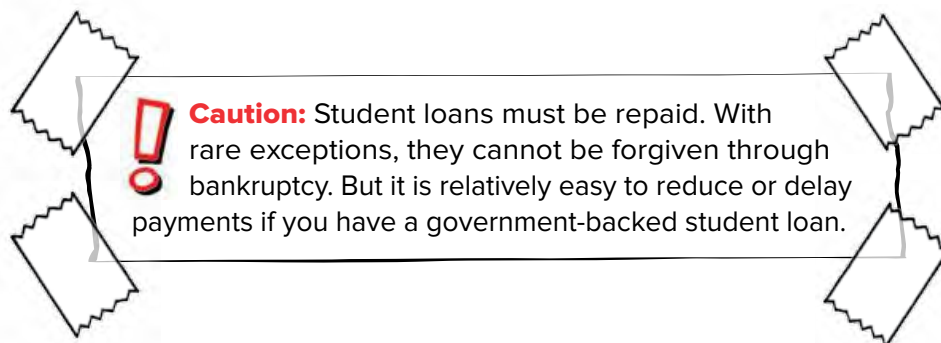 Caution: Student loans must be repaid. With
rare exceptions, they cannot be forgiven through
bankruptcy. But it is relatively easy to reduce or delay
payments if you have a government-backed student loan.